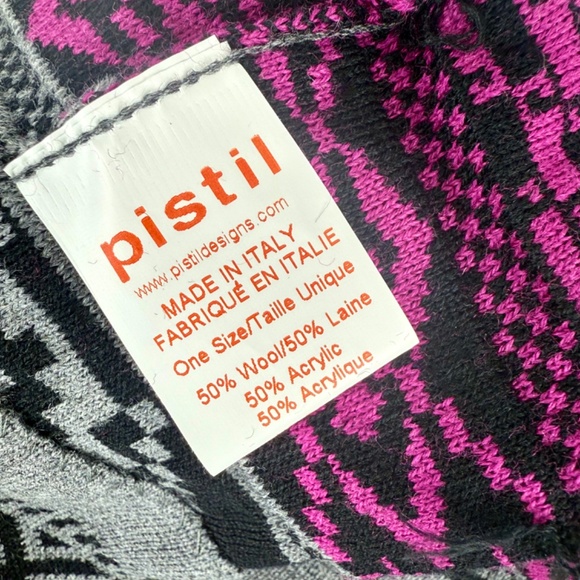 pistil
www.pistildesigns.com
MADE IN ITALY
FABRIQUÉ EN ITALIE
One Size/Taille Unique
50% Wool/50% Laine
50% Acrylic
50% Acrylique